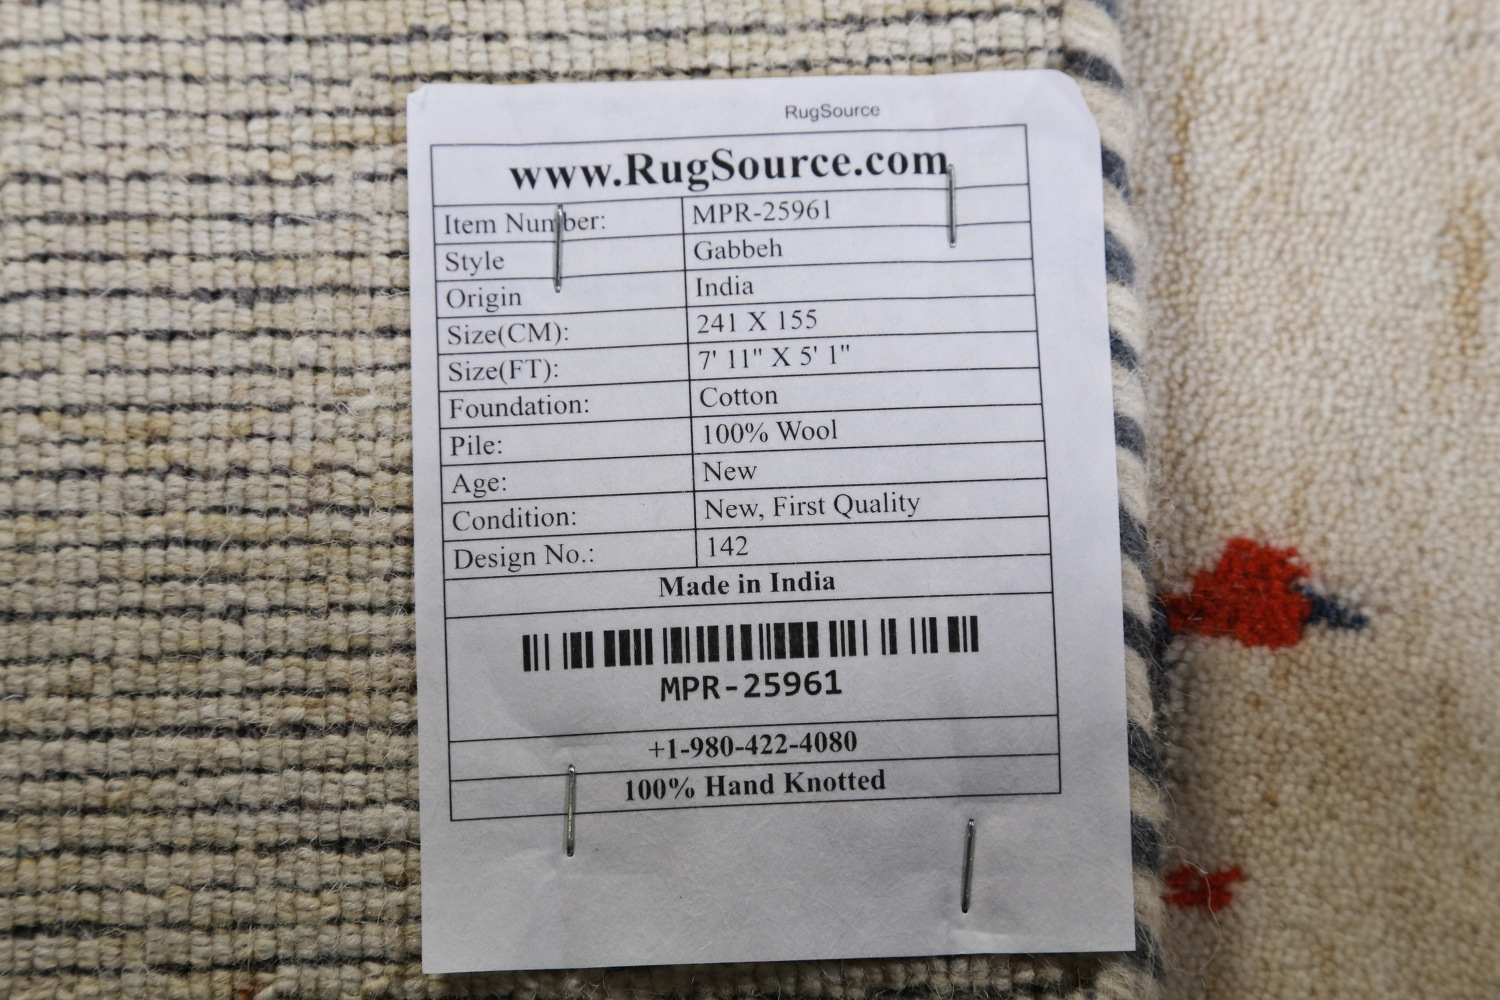 RugSource
www.RugSource.com
Item Number: MPR-25961
Style Gabbeh
Origin India
Size(CM): 241 X 155
Size(FT): 7' 11" X 5' 1"
Foundation: Cotton
Pile: 100% Wool
Age: New
Condition: New, First Quality
Design No.: 142
Made in India
MPR-25961
+1-980-422-4080
100% Hand Knotted